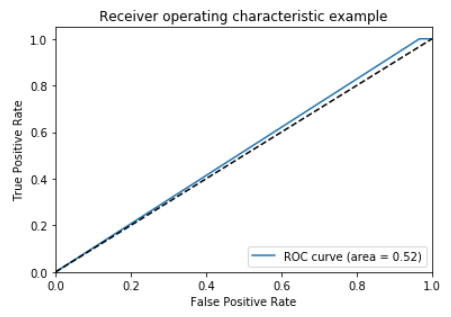 Receiver operating characteristic example
True Positive Rate
1.0
0.8
0.6
0.4
0.2
0.0
ROC curve (area = 0.52)
0.0 0.2 0.4 0.6 0.8 1.0
False Positive Rate